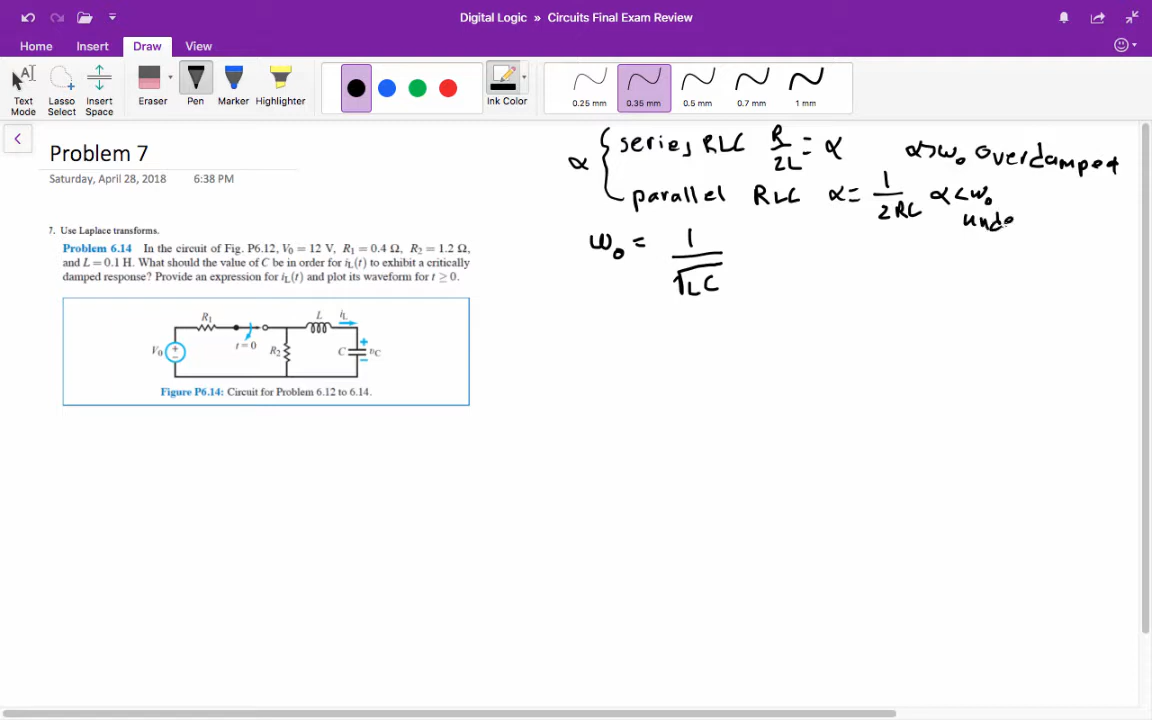 Digital Logic » Circuits Final Exam Review
Home Insert Draw View
Text Mode
Lasso Select
Insert Space
Eraser
Pen
Marker
Highlighter
Ink Color
0.25 mm
0.35 mm
0.5 mm
0.7 mm
1 mm
Problem 7
Saturday, April 28, 2018 6:38 PM
7. Use Laplace transforms.
Problem 6.14 In the circuit of Fig. P6.12, V₀ = 12 V, R₁ = 0.4 Ω, R₂ = 1.2 Ω,
and L = 0.1 H. What should the value of C be in order for iL(t) to exhibit a critically
damped response? Provide an expression for iL(t) and plot its waveform for t ≥ 0.
R₁
L
iL
V₀
t = 0
R₂
C
υC
Figure P6.14: Circuit for Problem 6.12 to 6.14.
α { series RLC R/2L = α
parallel RLC α = 1/2RC
ω₀ = 1/√LC
α>ω₀ overdamped
α<ω₀
unde